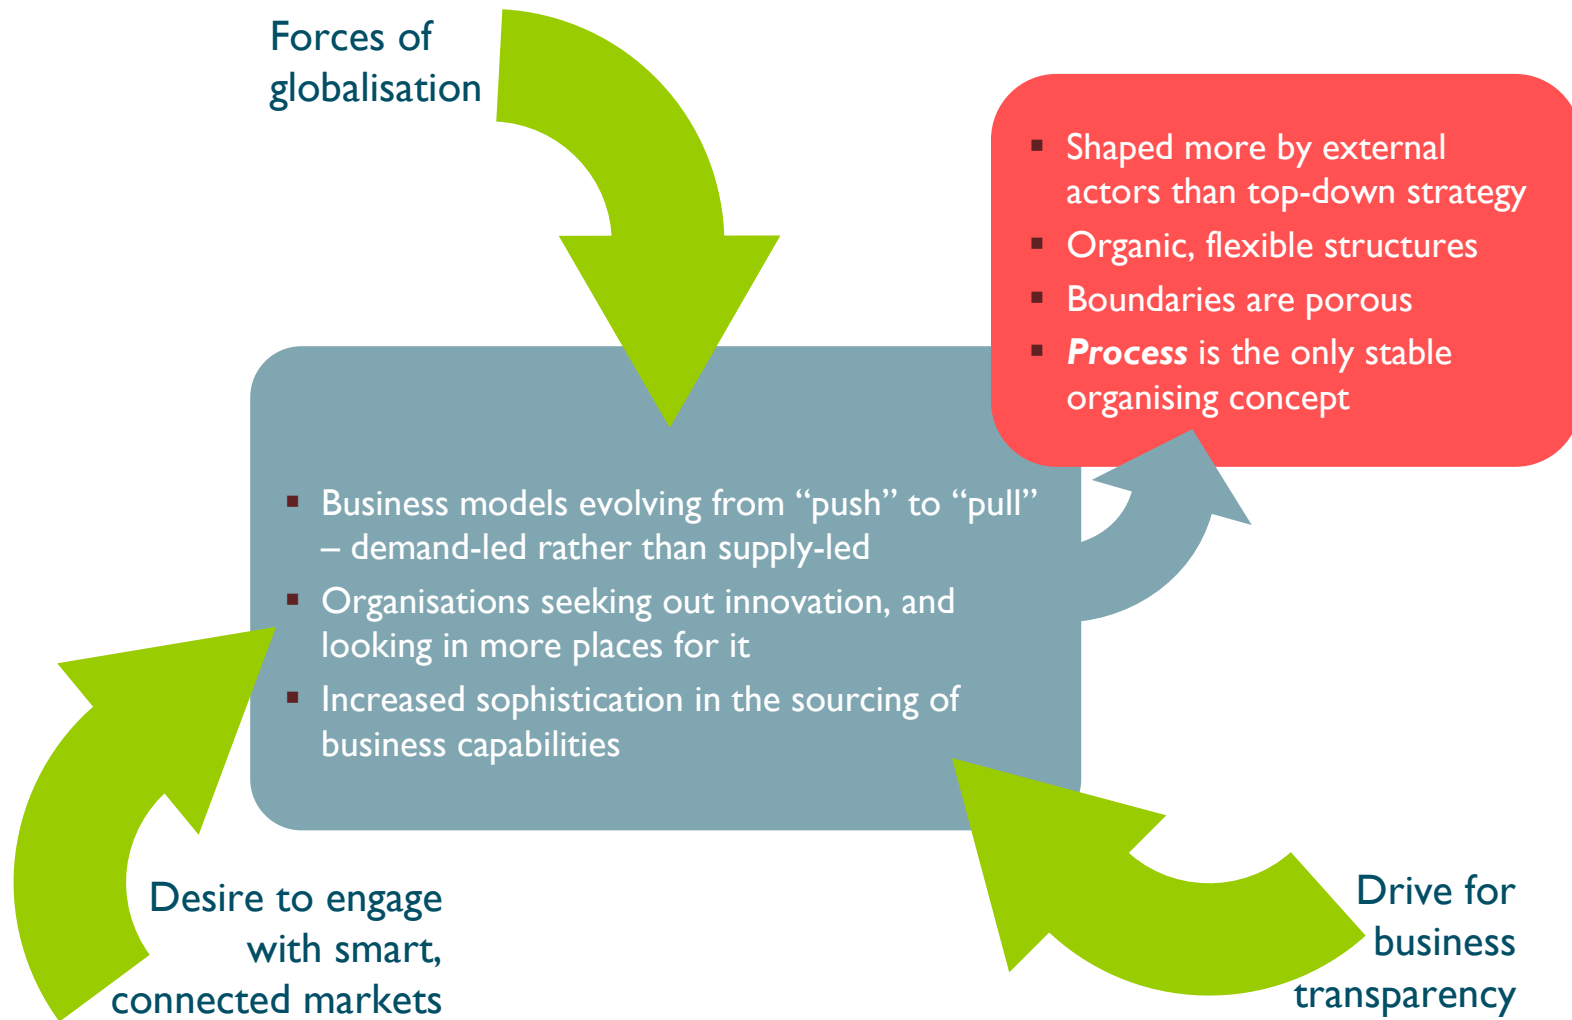 Forces of
globalisation
▪ Shaped more by external
actors than top-down strategy
▪ Organic, flexible structures
▪ Boundaries are porous
▪ Process is the only stable
organising concept
▪ Business models evolving from “push” to “pull”
– demand-led rather than supply-led
▪ Organisations seeking out innovation, and
looking in more places for it
▪ Increased sophistication in the sourcing of
business capabilities
Desire to engage
with smart,
connected markets
Drive for
business
transparency